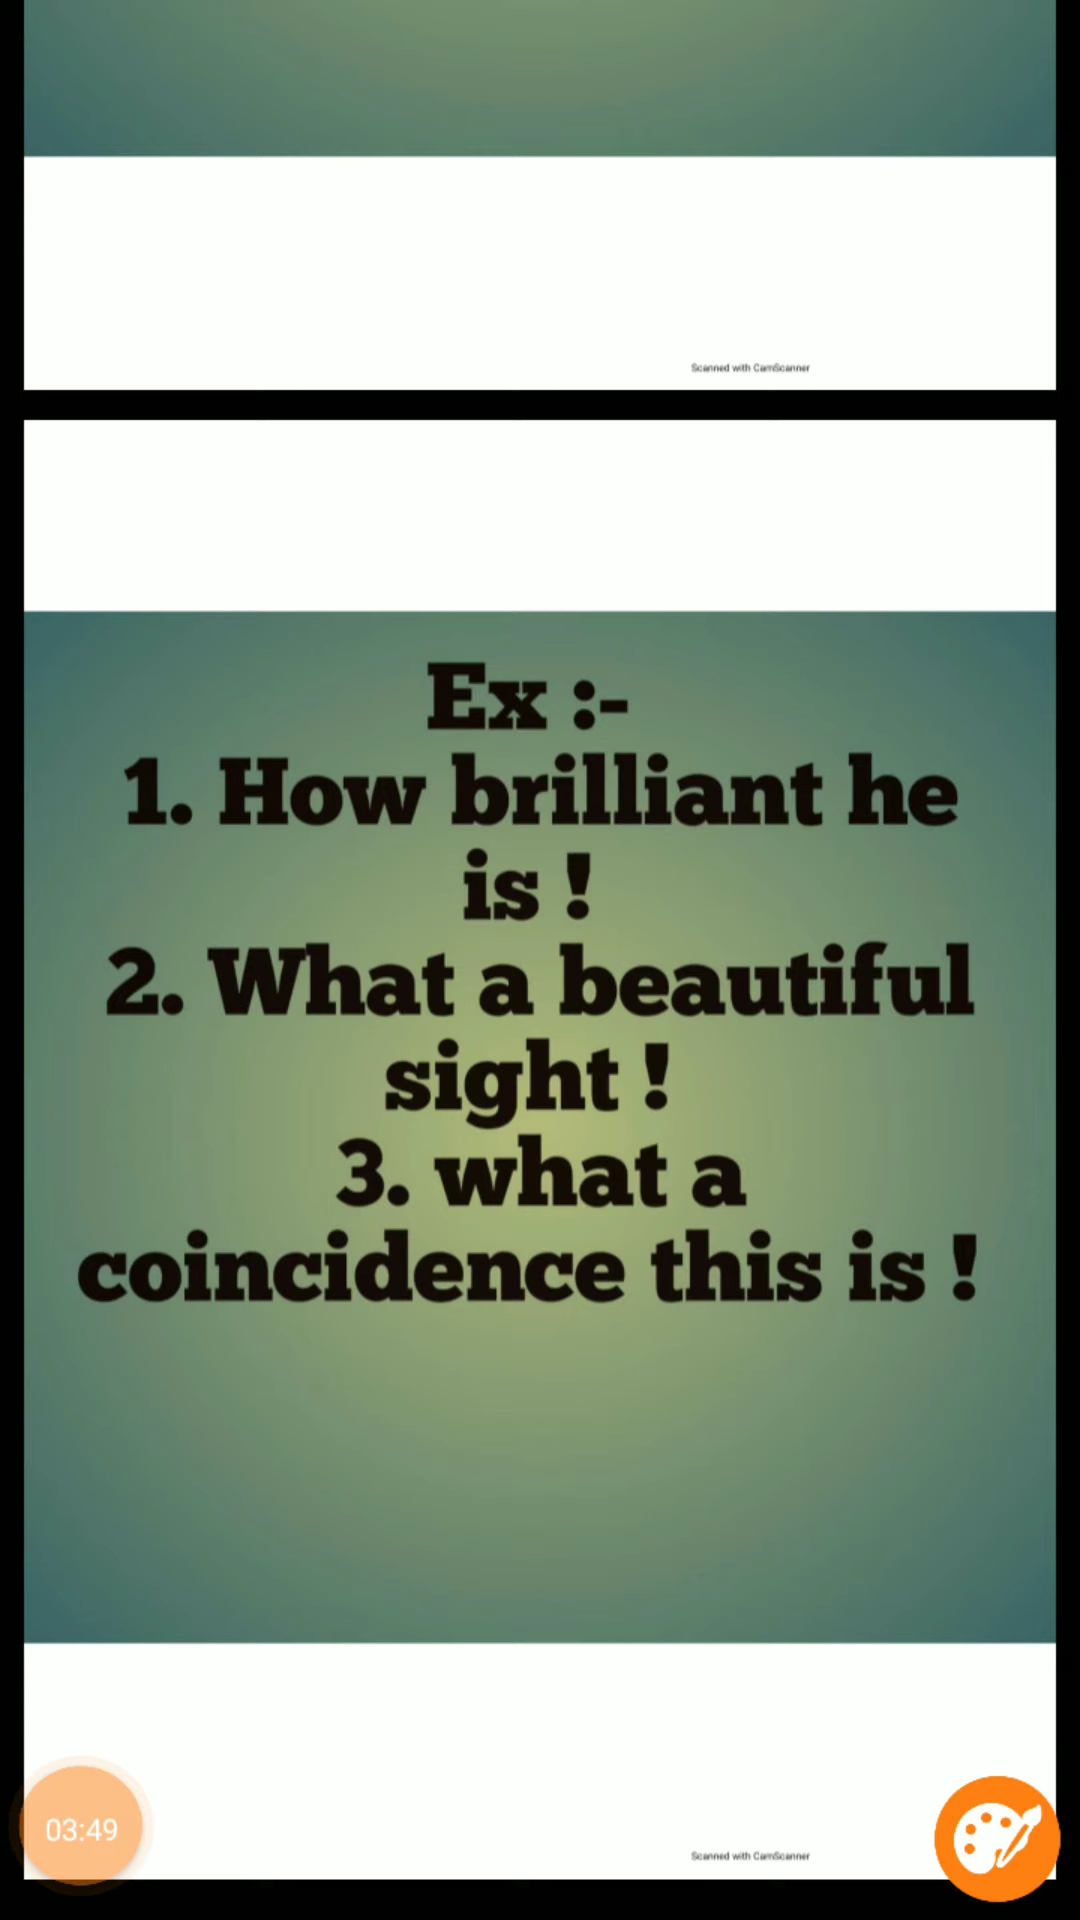 Scanned with CamScanner
Ex :-
1. How brilliant he
is !
2. What a beautiful
sight !
3. what a
coincidence this is !
03:49
Scanned with CamScanner